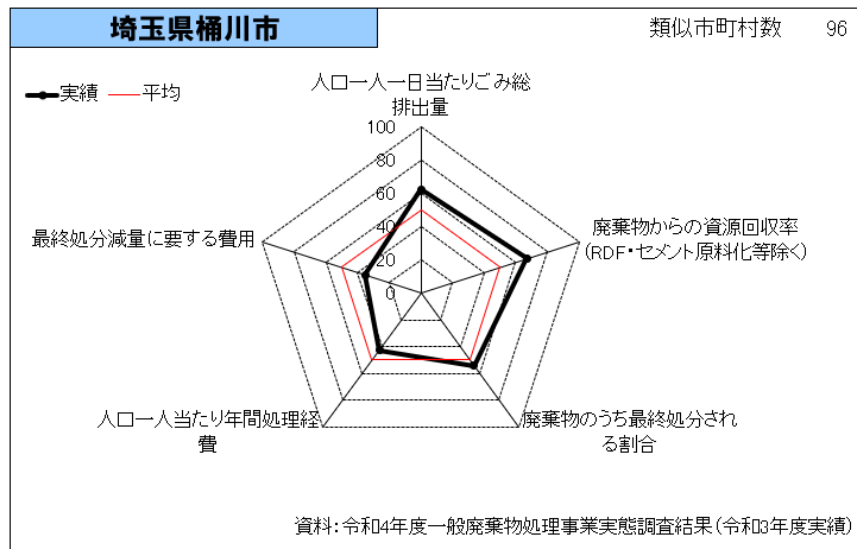 埼玉県桶川市
類似市町村数 96
実績 平均
人口一人一日当たりごみ総
排出量
100
80
60
40
20
0
廃棄物からの資源回収率
(RDF・セメント原料化等除く)
最終処分減量に要する費用
人口一人当たり年間処理経
費
廃棄物のうち最終処分され
る割合
資料:令和4年度一般廃棄物処理事業実態調査結果(令和3年度実績)